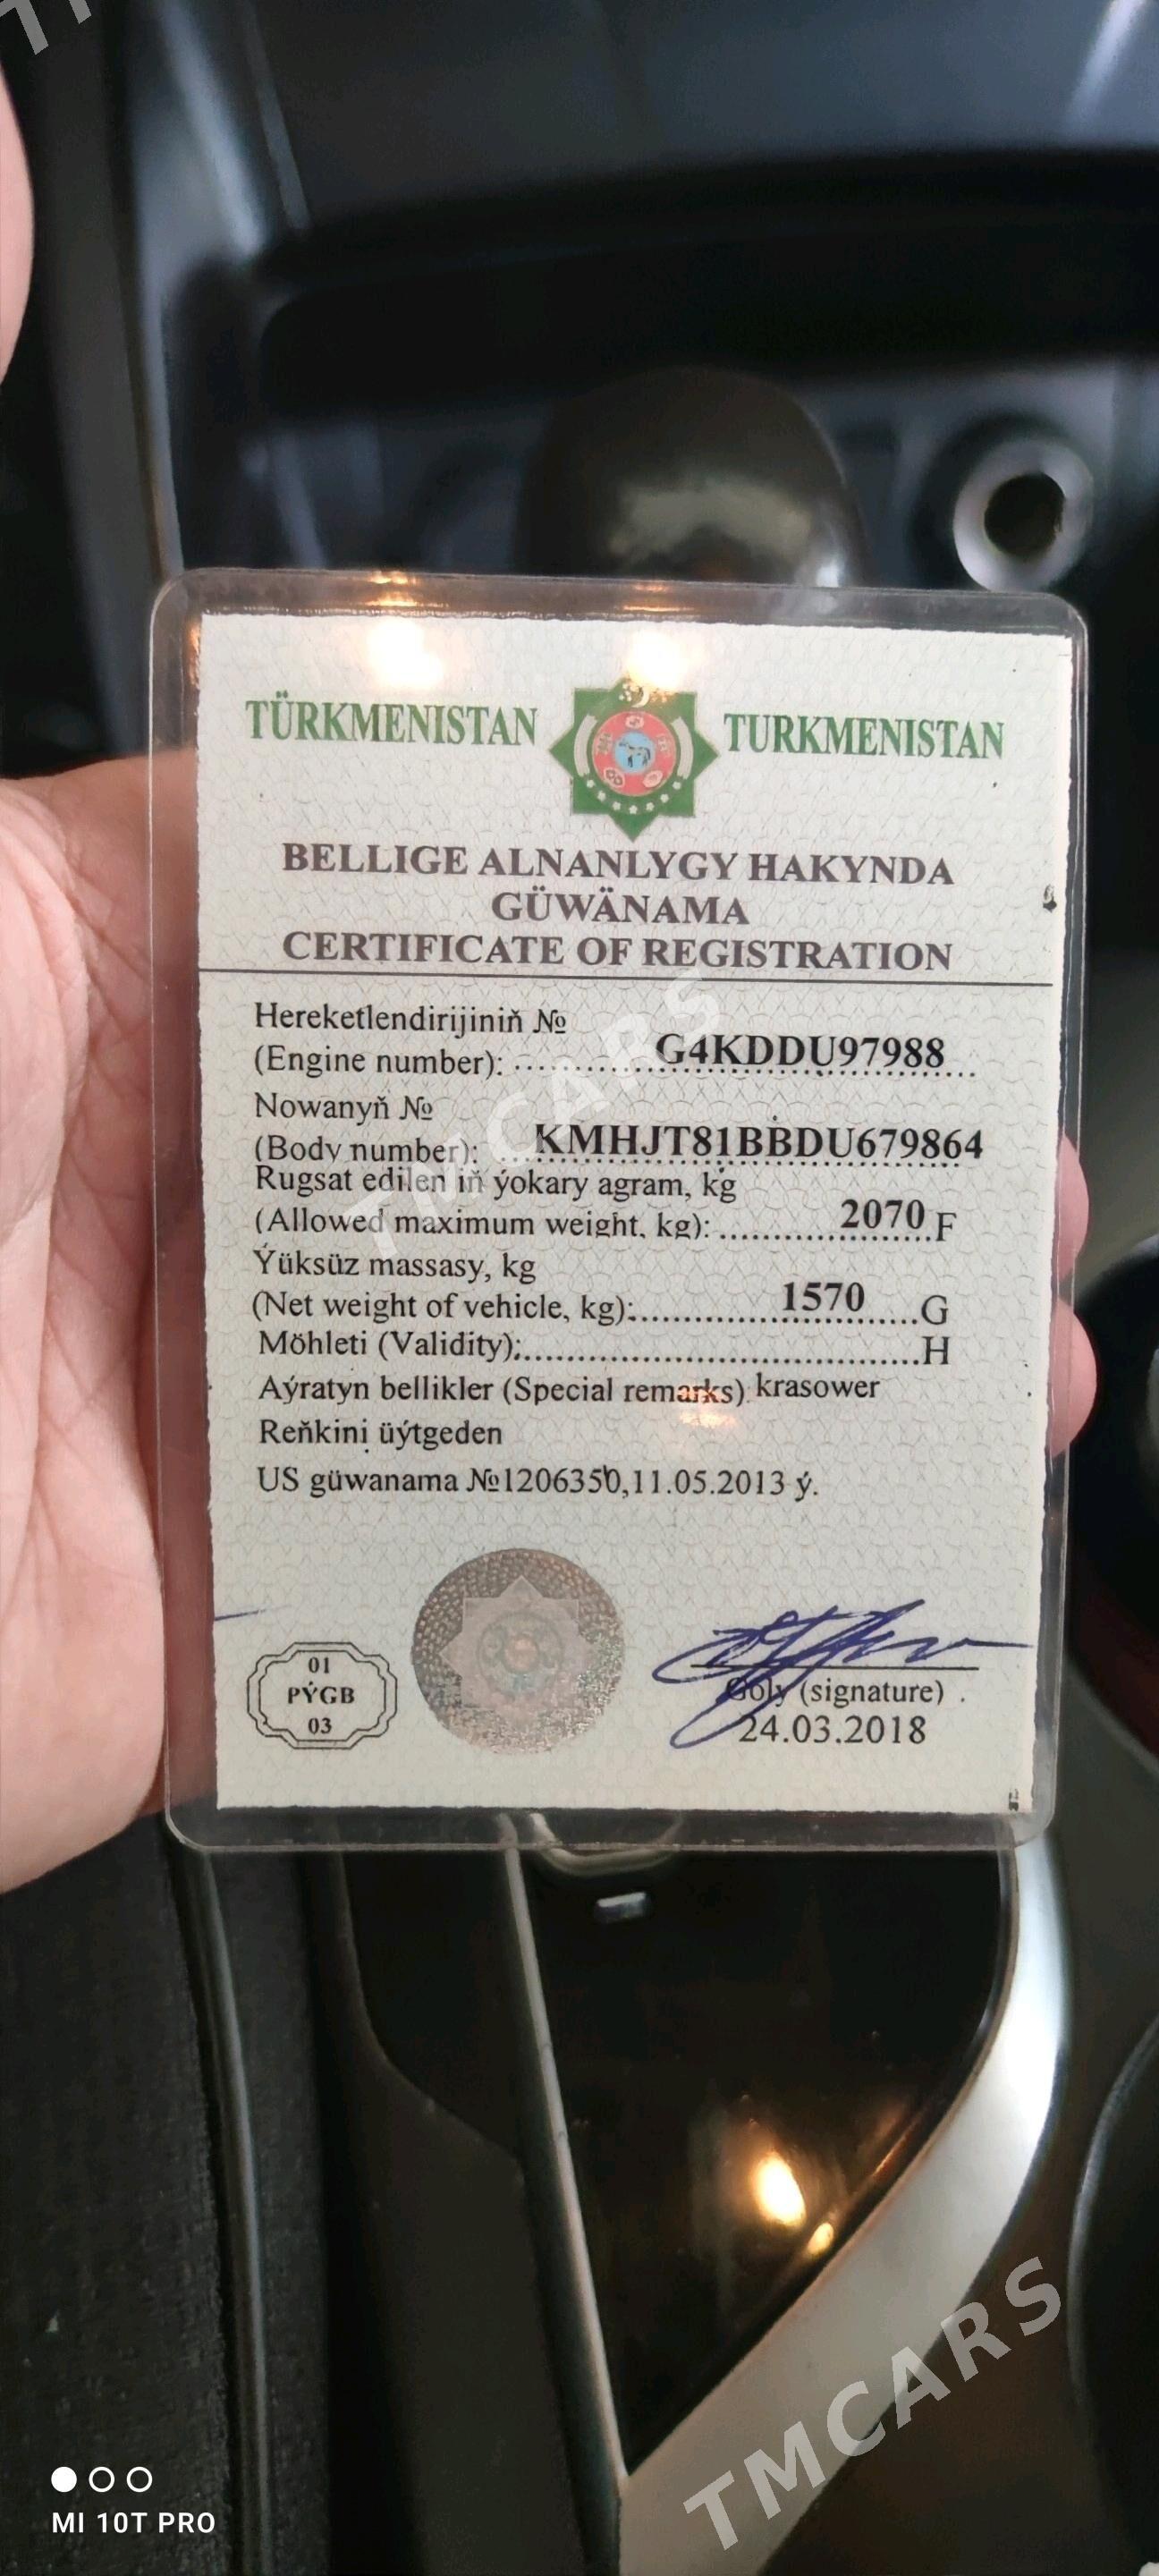 TÜRKMENISTAN TURKMENISTAN
BELLIGE ALNANLYGY HAKYNDA
GÜWÄNAMA
CERTIFICATE OF REGISTRATION
Hereketlendirijiniň №
(Engine number): G4KDDU97988
Nowanyň №
(Body number): KMHJT81BBDU679864
Rugsat edilen iň ýokary agram, kg
(Allowed maximum weight, kg): 2070 F
Ýüksüz massasy, kg
(Net weight of vehicle, kg): 1570 G
Möhleti (Validity): H
Aýratyn bellikler (Special remarks) krasower
Reňkini üýtgeden
US güwanama №1206350,11.05.2013 ý.
01
PÝGB
03
Goly (signature)
24.03.2018
TMCARS
TMCARS
MI 10T PRO